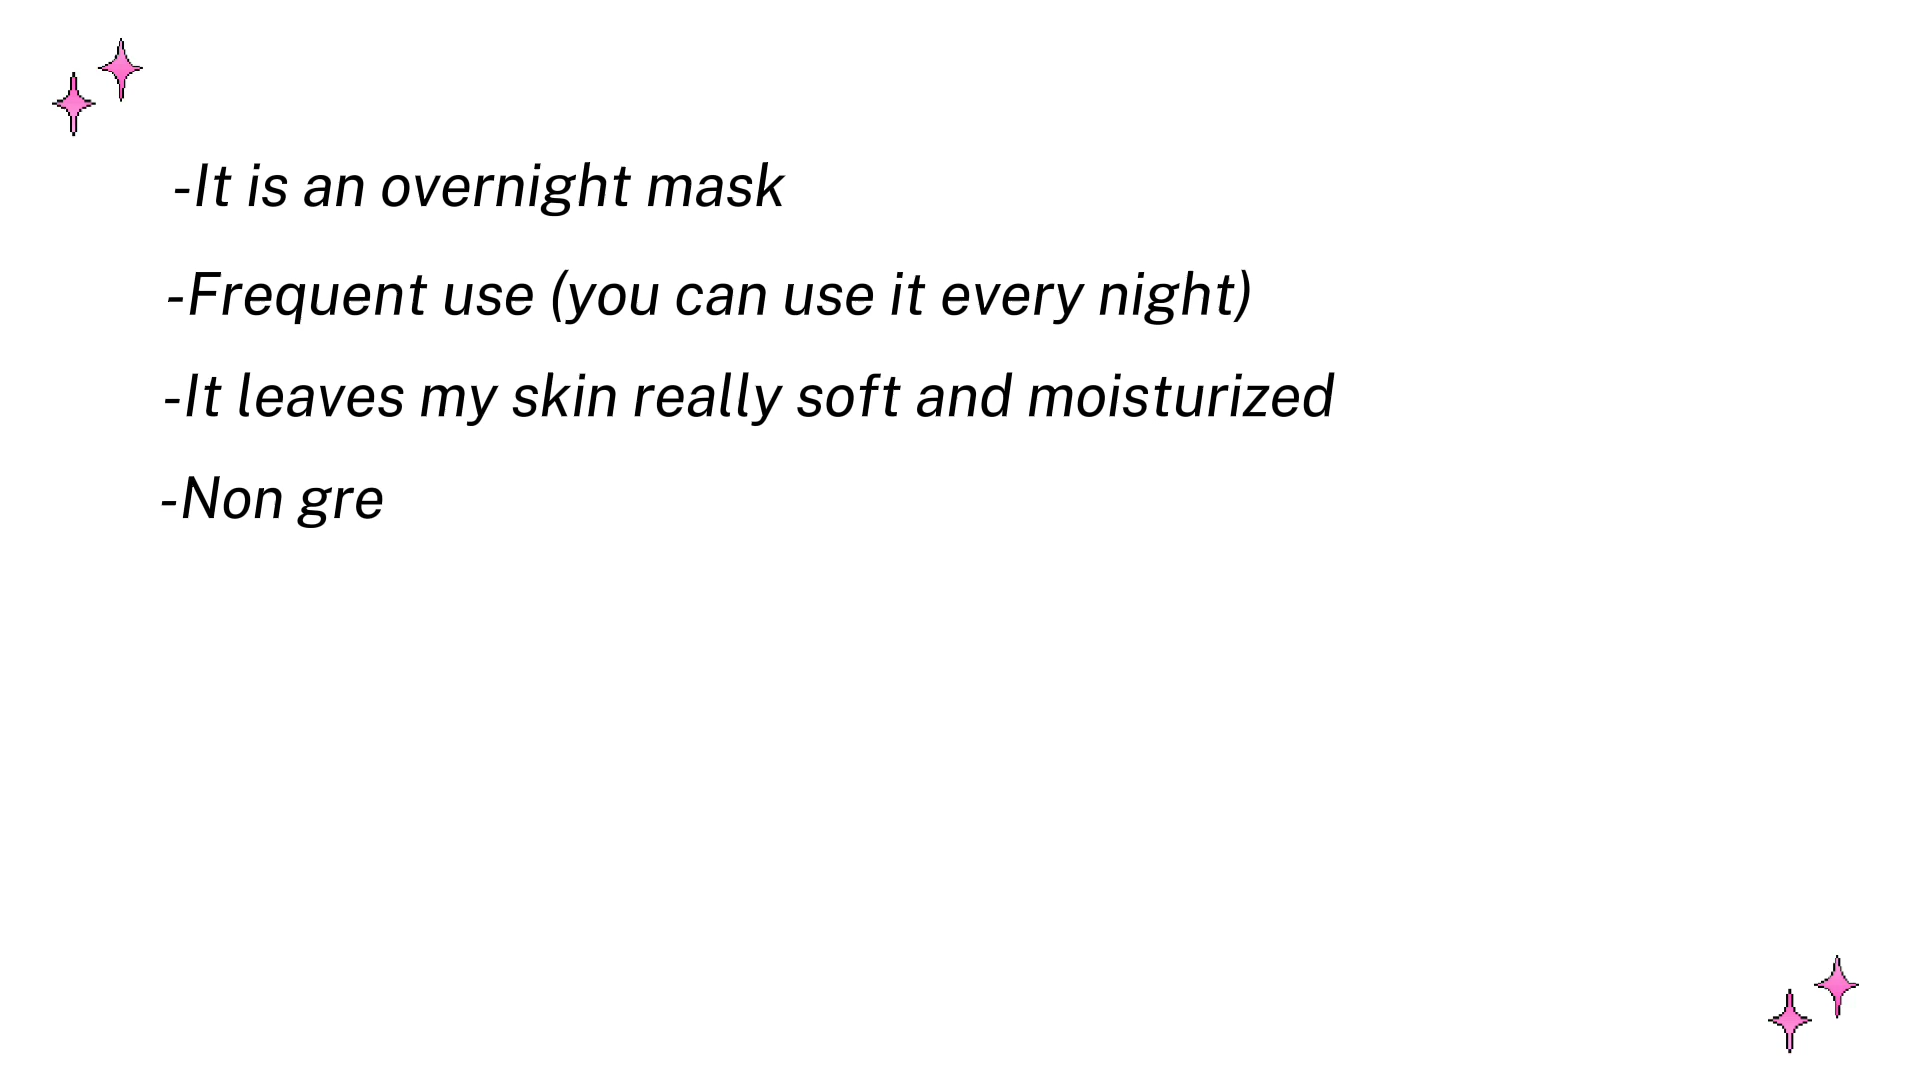 -It is an overnight mask
-Frequent use (you can use it every night)
-It leaves my skin really soft and moisturized
-Non gre